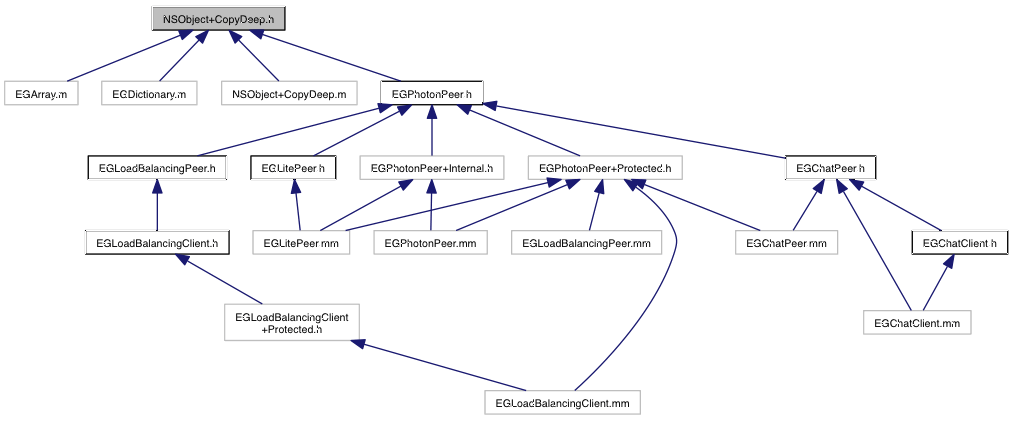 NSObject+CopyDeep.h
EGArray.m
EGDictionary.m
NSObject+CopyDeep.m
EGPhotonPeer.h
EGLoadBalancingPeer.h
EGLitePeer.h
EGPhotonPeer+Internal.h
EGPhotonPeer+Protected.h
EGChatPeer.h
EGLoadBalancingClient.h
EGLitePeer.mm
EGPhotonPeer.mm
EGLoadBalancingPeer.mm
EGChatPeer.mm
EGChatClient.h
EGLoadBalancingClient
+Protected.h
EGChatClient.mm
EGLoadBalancingClient.mm